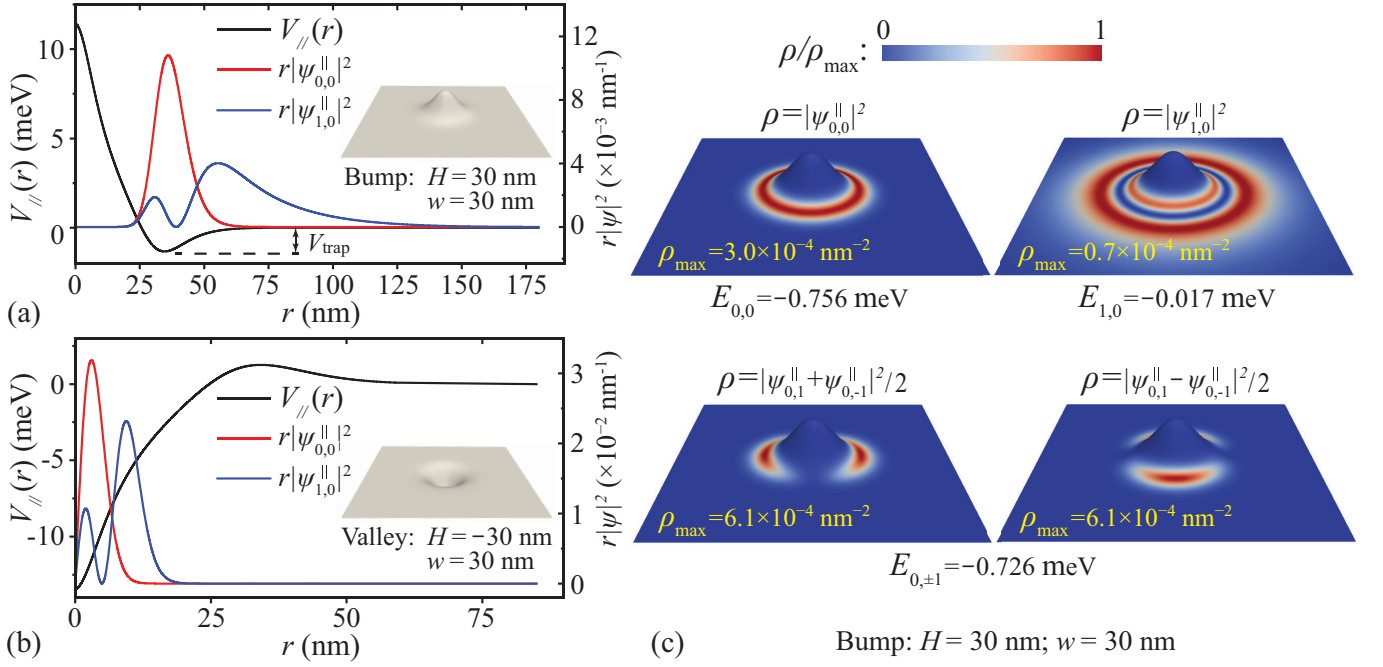 V∥(r)
r|ψ∥0,0|²
r|ψ∥1,0|²
10
5
0
V∥(r) (meV)
12
8
4
0
r|ψ|² (×10⁻³ nm⁻¹)
Bump: H = 30 nm
w = 30 nm
Vtrap
0 25 50 75 100 125 150 175
r (nm)
(a)
V∥(r)
r|ψ∥0,0|²
r|ψ∥1,0|²
0
-5
-10
V∥(r) (meV)
3
2
1
0
r|ψ|² (×10⁻² nm⁻¹)
Valley: H = −30 nm
w = 30 nm
0 25 50 75
r (nm)
(b)
0 1
ρ/ρmax:
ρ=|ψ∥0,0|² ρ=|ψ∥1,0|²
ρmax=3.0×10⁻⁴ nm⁻² ρmax=0.7×10⁻⁴ nm⁻²
E0,0=−0.756 meV E1,0=−0.017 meV
ρ=|ψ∥0,1+ψ∥0,-1|²/2 ρ=|ψ∥0,1−ψ∥0,-1|²/2
ρmax=6.1×10⁻⁴ nm⁻² ρmax=6.1×10⁻⁴ nm⁻²
E0,±1=−0.726 meV
(c) Bump: H = 30 nm; w = 30 nm